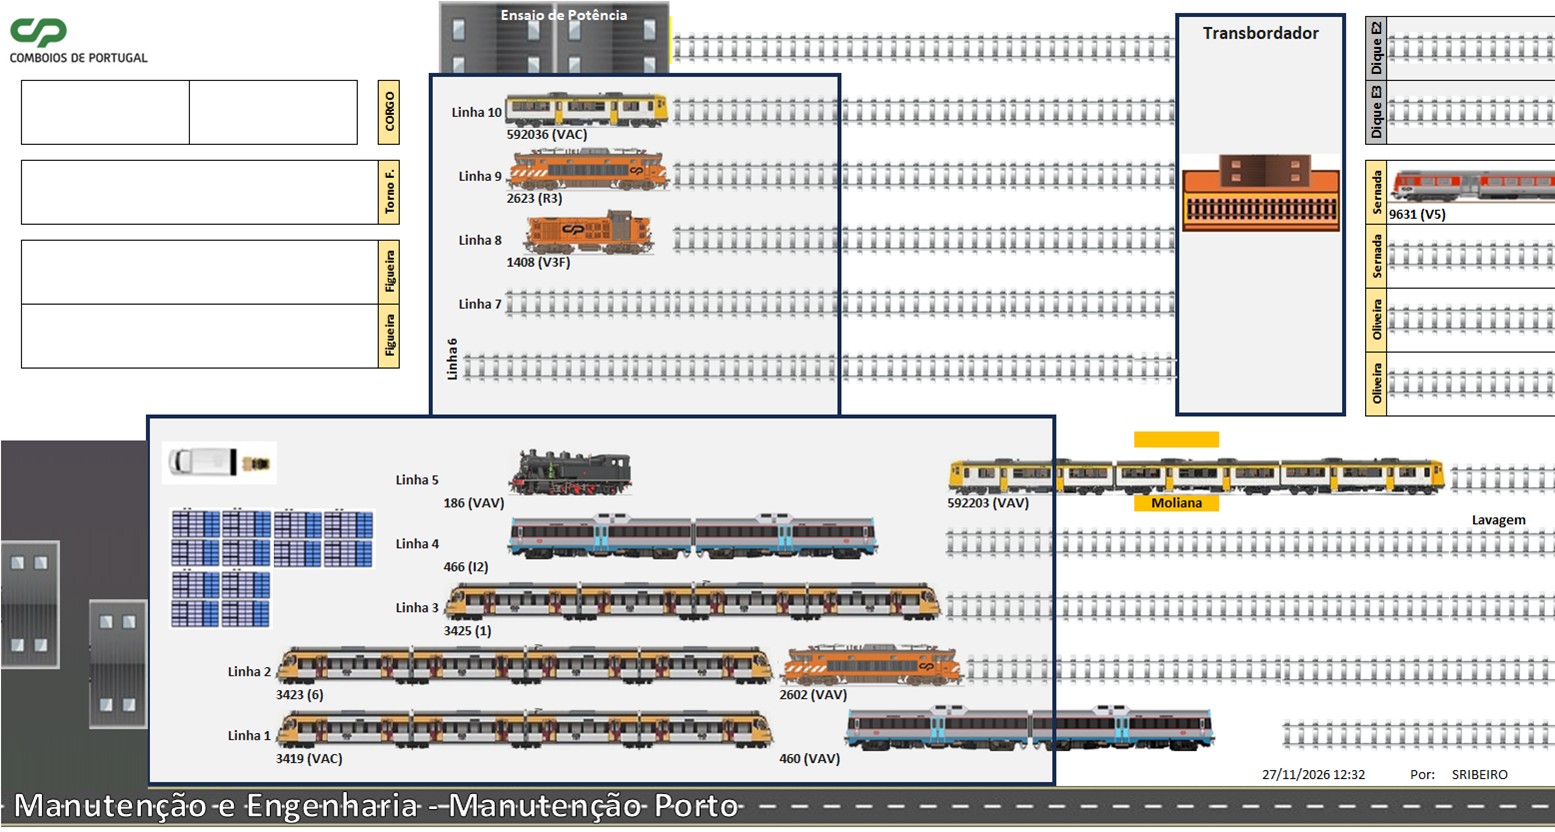 CP
COMBOIOS DE PORTUGAL
Ensaio de Potência
Transbordador
Dique E2
Dique E3
CORGO
Torno F.
Figueira
Figueira
Linha 10
592036 (VAC)
Linha 9
2623 (R3)
Linha 8
1408 (V3F)
Linha 7
Linha 6
Sernada
9631 (V5)
Sernada
Oliveira
Oliveira
Linha 5
186 (VAV)
592203 (VAV)
Moliana
Lavagem
Linha 4
466 (I2)
Linha 3
3425 (1)
Linha 2
3423 (6)
2602 (VAV)
Linha 1
3419 (VAC)
460 (VAV)
27/11/2026 12:32 Por: SRIBEIRO
Manutenção e Engenharia - Manutenção Porto